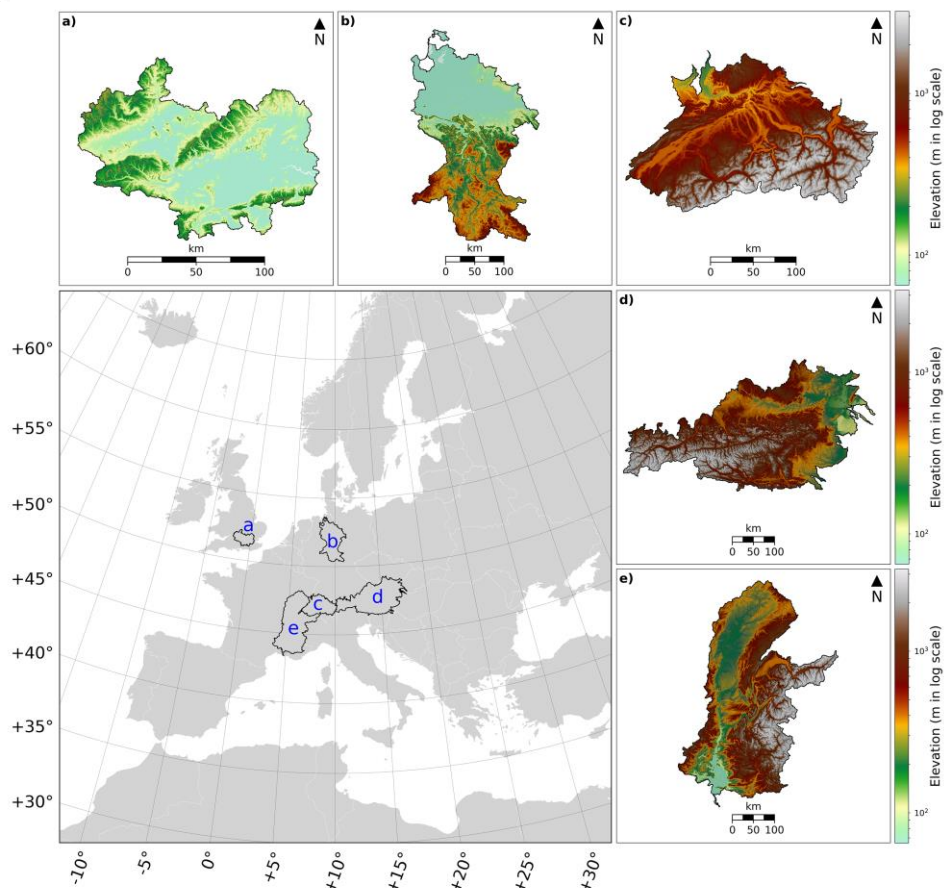 a)
N
km
0 50 100
b)
N
km
0 50 100
c)
N
km
0 50 100
Elevation (m in log scale)
10³
10²
+60°
+55°
+50°
+45°
+40°
+35°
+30°
-10°
-5°
0°
+5°
+10°
+15°
+20°
+25°
+30°
+35°
a
b
c
d
e
d)
N
km
0 50 100
Elevation (m in log scale)
10³
10²
e)
N
km
0 50 100
Elevation (m in log scale)
10³
10²